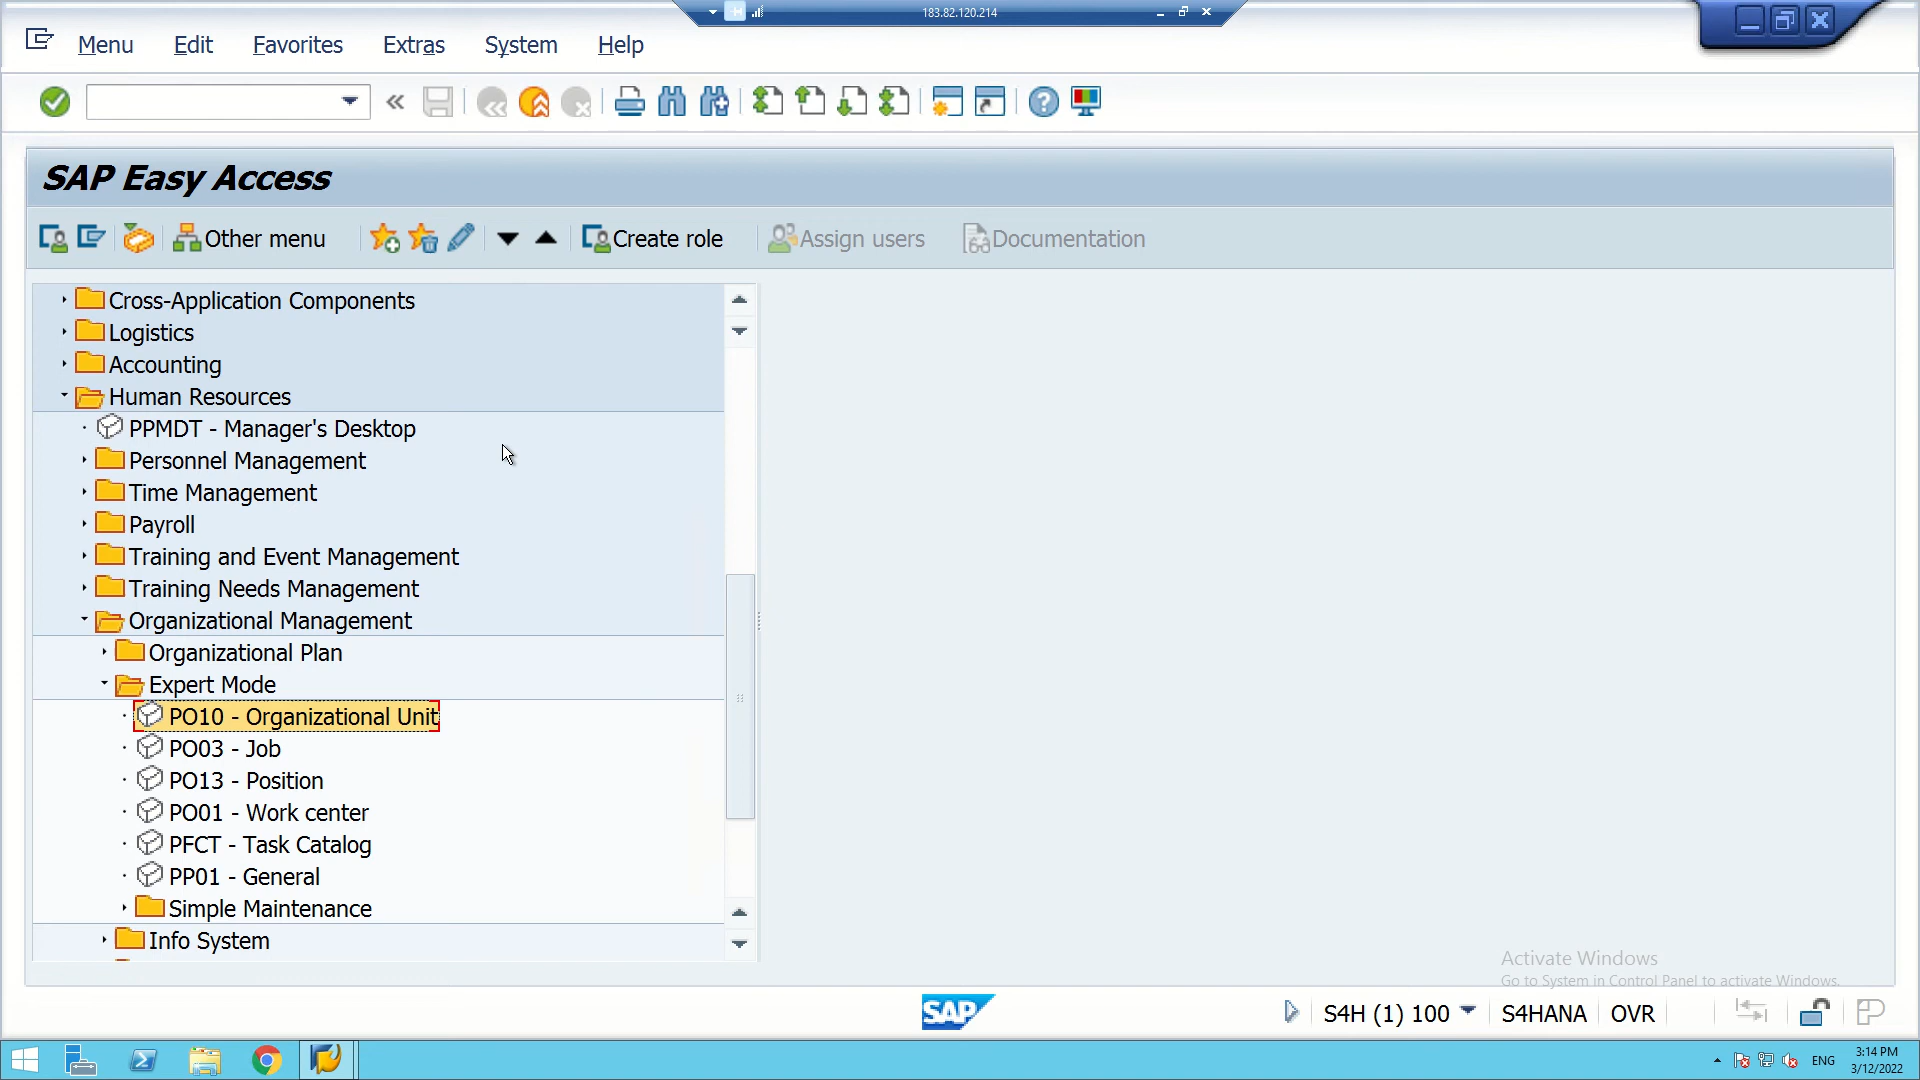 183.82.120.214
Menu Edit Favorites Extras System Help
SAP Easy Access
Other menu Create role Assign users Documentation
Cross-Application Components
Logistics
Accounting
Human Resources
PPMDT - Manager's Desktop
Personnel Management
Time Management
Payroll
Training and Event Management
Training Needs Management
Organizational Management
Organizational Plan
Expert Mode
PO10 - Organizational Unit
PO03 - Job
PO13 - Position
PO01 - Work center
PFCT - Task Catalog
PP01 - General
Simple Maintenance
Info System
Activate Windows
Go to System in Control Panel to activate Windows.
SAP S4H (1) 100 S4HANA OVR
ENG 3:14 PM
3/12/2022